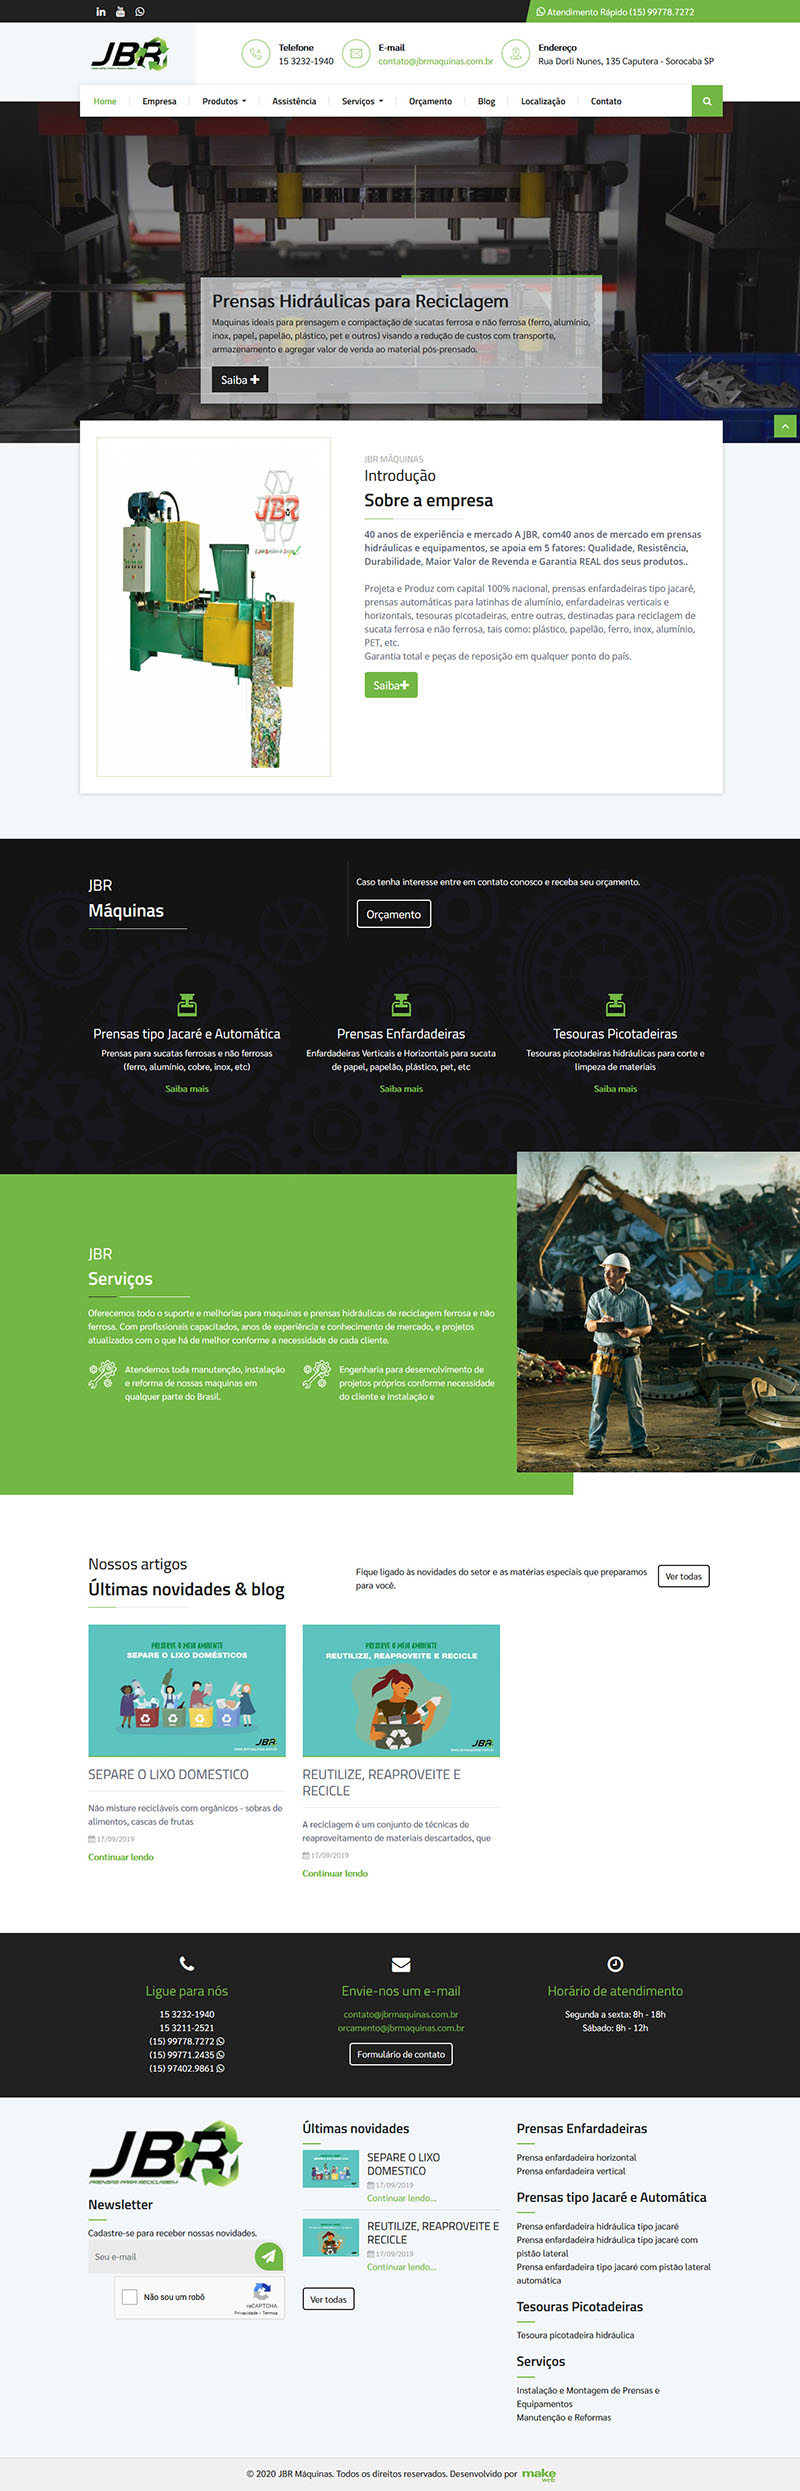 Atendimento Rápido (15) 99778.7272
JBR
Telefone
15 3232-1940
E-mail
contato@jbrmaquinas.com.br
Endereço
Rua Dorli Nunes, 135 Caputera - Sorocaba SP
Home
Empresa
Produtos
Assistência
Serviços
Orçamento
Blog
Localização
Contato
Prensas Hidráulicas para Reciclagem
Maquinas ideais para prensagem e compactação de sucatas ferrosa e não ferrosa (ferro, alumínio,
inox, papel, papelão, plástico, pet e outros) visando a redução de custos com transporte,
armazenamento e agregar valor de venda ao material pós-prensado.
Saiba +
JBR
JBR MÁQUINAS
Introdução
Sobre a empresa
40 anos de experiência e mercado A JBR, com40 anos de mercado em prensas
hidráulicas e equipamentos, se apoia em 5 fatores: Qualidade, Resistência,
Durabilidade, Maior Valor de Revenda e Garantia REAL dos seus produtos..
Projeta e Produz com capital 100% nacional, prensas enfardadeiras tipo jacaré,
prensas automáticas para latinhas de alumínio, enfardadeiras verticais e
horizontais, tesouras picotadeiras, entre outras, destinadas para reciclagem de
sucata ferrosa e não ferrosa, tais como: plástico, papelão, ferro, inox, alumínio,
PET, etc.
Garantia total e peças de reposição em qualquer ponto do país.
Saiba+
JBR
Máquinas
Caso tenha interesse entre em contato conosco e receba seu orçamento.
Orçamento
Prensas tipo Jacaré e Automática
Prensas para sucatas ferrosas e não ferrosas
(ferro, alumínio, cobre, inox, etc)
Saiba mais
Prensas Enfardadeiras
Enfardadeiras Verticais e Horizontais para sucata
de papel, papelão, plástico, pet, etc
Saiba mais
Tesouras Picotadeiras
Tesouras picotadeiras hidráulicas para corte e
limpeza de materiais
Saiba mais
JBR
Serviços
Oferecemos todo o suporte e melhorias para maquinas e prensas hidráulicas de reciclagem ferrosa e não
ferrosa. Com profissionais capacitados, anos de experiência e conhecimento de mercado, e projetos
atualizados com o que há de melhor conforme a necessidade de cada cliente.
Atendemos toda manutenção, instalação
e reforma de nossas maquinas em
qualquer parte do Brasil.
Engenharia para desenvolvimento de
projetos próprios conforme necessidade
do cliente e instalação e
Nossos artigos
Últimas novidades & blog
Fique ligado às novidades do setor e as matérias especiais que preparamos
para você.
Ver todas
PRESERVE O MEIO AMBIENTE
SEPARE O LIXO DOMÉSTICOS
JBR
www.jbrmaquinas.com.br
SEPARE O LIXO DOMESTICO
Não misture recicláveis com orgânicos - sobras de
alimentos, cascas de frutas
17/09/2019
Continuar lendo
PRESERVE O MEIO AMBIENTE
REUTILIZE, REAPROVEITE E RECICLE
JBR
www.jbrmaquinas.com.br
REUTILIZE, REAPROVEITE E
RECICLE
A reciclagem é um conjunto de técnicas de
reaproveitamento de materiais descartados, que
17/09/2019
Continuar lendo
Ligue para nós
15 3232-1940
15 3211-2521
(15) 99778.7272
(15) 99771.2435
(15) 97402.9861
Envie-nos um e-mail
contato@jbrmaquinas.com.br
orcamento@jbrmaquinas.com.br
Formulário de contato
Horário de atendimento
Segunda a sexta: 8h - 18h
Sábado: 8h - 12h
JBR
PRENSAS PARA RECICLAGEM
Newsletter
Cadastre-se para receber nossas novidades.
Seu e-mail
Não sou um robô
reCAPTCHA
Privacidade - Termos
Últimas novidades
SEPARE O LIXO
DOMESTICO
17/09/2019
Continuar lendo...
REUTILIZE, REAPROVEITE E
RECICLE
17/09/2019
Continuar lendo...
Ver todas
Prensas Enfardadeiras
Prensa enfardadeira horizontal
Prensa enfardadeira vertical
Prensas tipo Jacaré e Automática
Prensa enfardadeira hidráulica tipo jacaré
Prensa enfardadeira hidráulica tipo jacaré com
pistão lateral
Prensa enfardadeira tipo jacaré com pistão lateral
automática
Tesouras Picotadeiras
Tesoura picotadeira hidráulica
Serviços
Instalação e Montagem de Prensas e
Equipamentos
Manutenção e Reformas
© 2020 JBR Máquinas. Todos os direitos reservados. Desenvolvido por make web